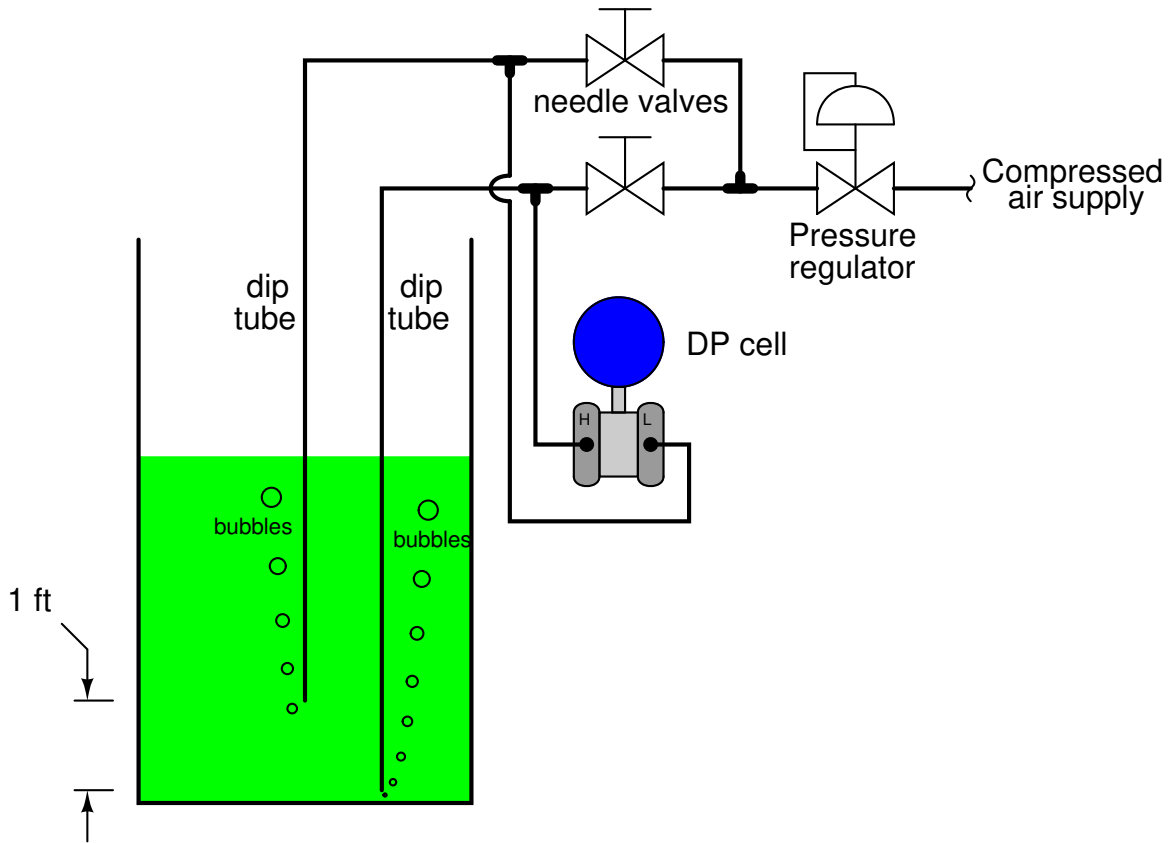 needle valves
Compressed
air supply
Pressure
regulator
dip
tube
dip
tube
DP cell
H
L
bubbles
bubbles
1 ft